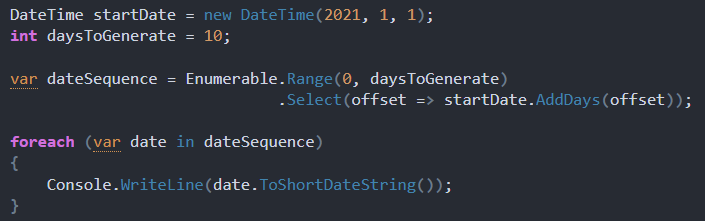 DateTime startDate = new DateTime(2021, 1, 1);
int daysToGenerate = 10;

var dateSequence = Enumerable.Range(0, daysToGenerate)
                             .Select(offset => startDate.AddDays(offset));

foreach (var date in dateSequence)
{
    Console.WriteLine(date.ToShortDateString());
}